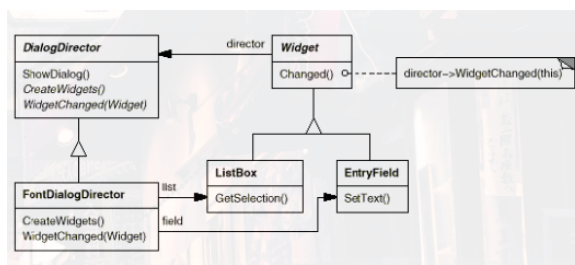 DialogDirector
director
Widget
ShowDialog()
CreateWidgets()
WidgetChanged(Widget)
Changed()
director->WidgetChanged(this)
ListBox
EntryField
FontDialogDirector
list
GetSelection()
SetText()
CreateWidgets()
WidgetChanged(Widget)
field